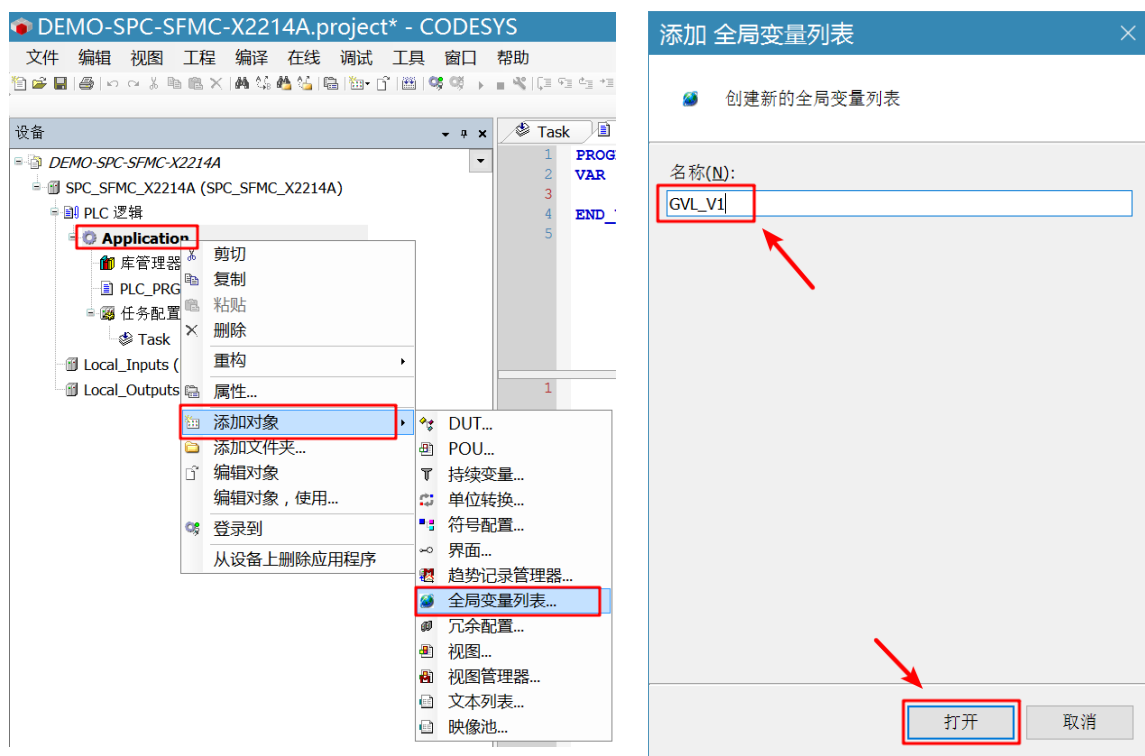 DEMO-SPC-SFMC-X2214A.project* - CODESYS
文件 编辑 视图 工程 编译 在线 调试 工具 窗口 帮助
设备
DEMO-SPC-SFMC-X2214A
SPC_SFMC_X2214A (SPC_SFMC_X2214A)
PLC 逻辑
Application
库管理器
PLC_PRG
任务配置
Task
Local_Inputs (
Local_Outputs
剪切
复制
粘贴
删除
重构
属性...
添加对象
添加文件夹...
编辑对象
编辑对象，使用...
登录到
从设备上删除应用程序
DUT...
POU...
持续变量...
单位转换...
符号配置...
界面...
趋势记录管理器...
全局变量列表...
冗余配置...
视图...
视图管理器...
文本列表...
映像池...
Task
1 PROG
2 VAR
3
4 END_
5
1
添加 全局变量列表
创建新的全局变量列表
名称(N):
GVL_V1
打开 取消